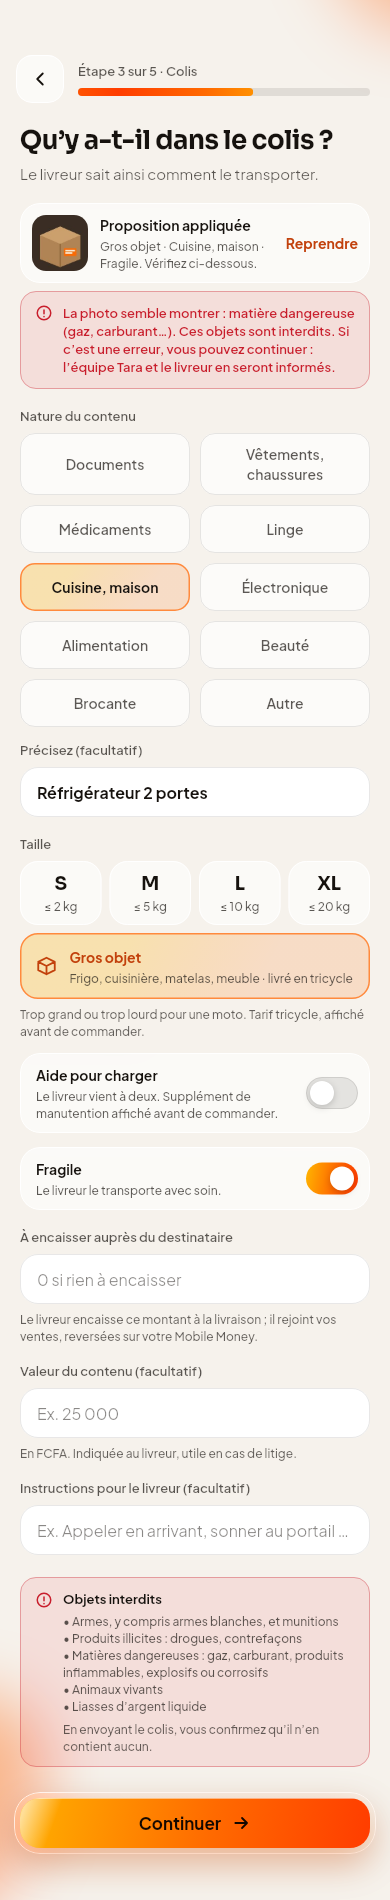 Étape 3 sur 5 · Colis
Qu’y a-t-il dans le colis ?
Le livreur sait ainsi comment le transporter.
Proposition appliquée
Gros objet · Cuisine, maison ·
Fragile. Vérifiez ci-dessous.
Reprendre
La photo semble montrer : matière dangereuse
(gaz, carburant…). Ces objets sont interdits. Si
c’est une erreur, vous pouvez continuer :
l’équipe Tara et le livreur en seront informés.
Nature du contenu
Documents
Vêtements,
chaussures
Médicaments
Linge
Cuisine, maison
Électronique
Alimentation
Beauté
Brocante
Autre
Précisez (facultatif)
Réfrigérateur 2 portes
Taille
S
M
L
XL
≤ 2 kg
≤ 5 kg
≤ 10 kg
≤ 20 kg
Gros objet
Frigo, cuisinière, matelas, meuble · livré en tricycle
Trop grand ou trop lourd pour une moto. Tarif tricycle, affiché
avant de commander.
Aide pour charger
Le livreur vient à deux. Supplément de
manutention affiché avant de commander.
Fragile
Le livreur le transporte avec soin.
À encaisser auprès du destinataire
0 si rien à encaisser
Le livreur encaisse ce montant à la livraison ; il rejoint vos
ventes, reversées sur votre Mobile Money.
Valeur du contenu (facultatif)
Ex. 25 000
En FCFA. Indiquée au livreur, utile en cas de litige.
Instructions pour le livreur (facultatif)
Ex. Appeler en arrivant, sonner au portail …
Objets interdits
• Armes, y compris armes blanches, et munitions
• Produits illicites : drogues, contrefaçons
• Matières dangereuses : gaz, carburant, produits
inflammables, explosifs ou corrosifs
• Animaux vivants
• Liasses d’argent liquide
En envoyant le colis, vous confirmez qu’il n’en
contient aucun.
Continuer →